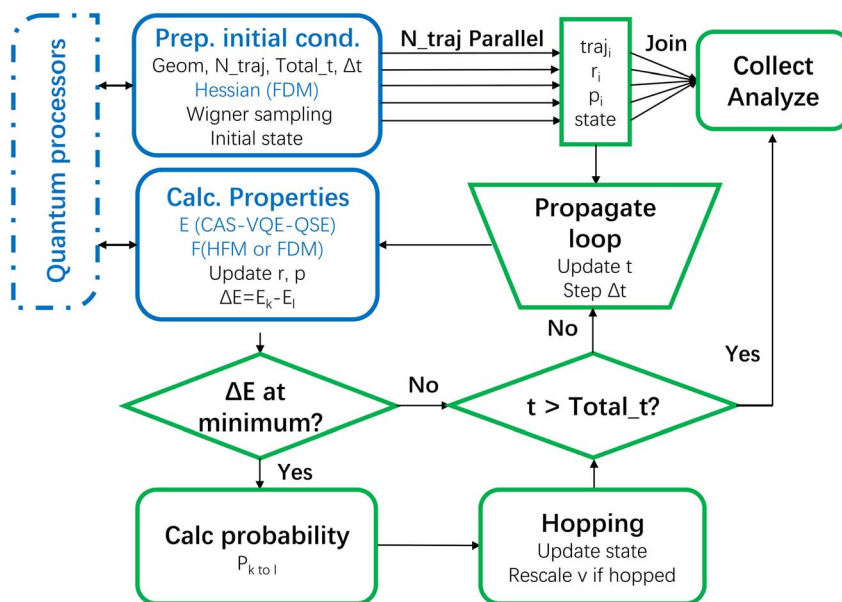 Quantum processors
Prep. initial cond.
Geom, N_traj, Total_t, Δt
Hessian (FDM)
Wigner sampling
Initial state
N_traj Parallel
traj_i
r_i
p_i
state
Join
Collect
Analyze
Calc. Properties
E (CAS-VQE-QSE)
F(HFM or FDM)
Update r, p
ΔE=E_k-E_l
Propagate
loop
Update t
Step Δt
No
Yes
ΔE at
minimum?
No
t > Total_t?
Yes
Calc probability
P_k to l
Hopping
Update state
Rescale v if hopped